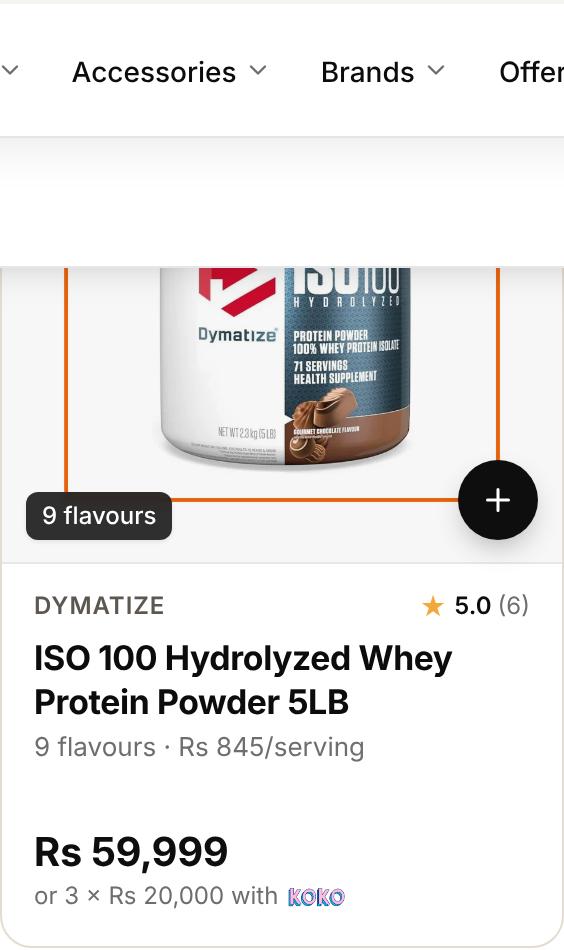 Accessories
Brands
Offer
ISO100
HYDROLYZED
Dymatize
PROTEIN POWDER
100% WHEY PROTEIN ISOLATE
71 SERVINGS
HEALTH SUPPLEMENT
NET WT 2.3 kg (5 LB)
GOURMET CHOCOLATE FLAVOUR
9 flavours
+
DYMATIZE
★ 5.0 (6)
ISO 100 Hydrolyzed Whey
Protein Powder 5LB
9 flavours · Rs 845/serving
Rs 59,999
or 3 × Rs 20,000 with KOKO